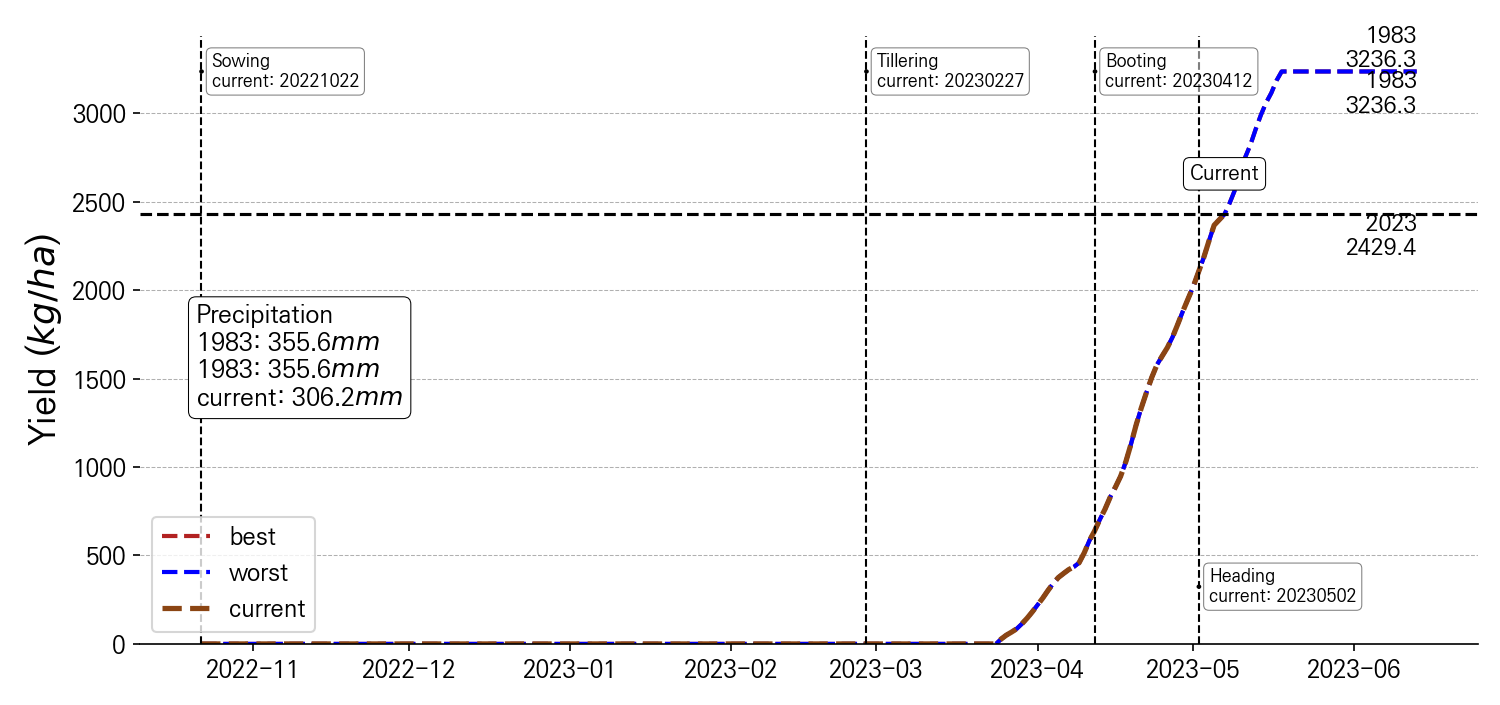 1983
3236.3
1983
3236.3
Sowing
current: 20221022
Tillering
current: 20230227
Booting
current: 20230412
Current
2023
2429.4
Yield (kg/ha)
3000
2500
2000
1500
1000
500
0
Precipitation
1983: 355.6mm
1983: 355.6mm
current: 306.2mm
best
worst
current
Heading
current: 20230502
2022-11
2022-12
2023-01
2023-02
2023-03
2023-04
2023-05
2023-06